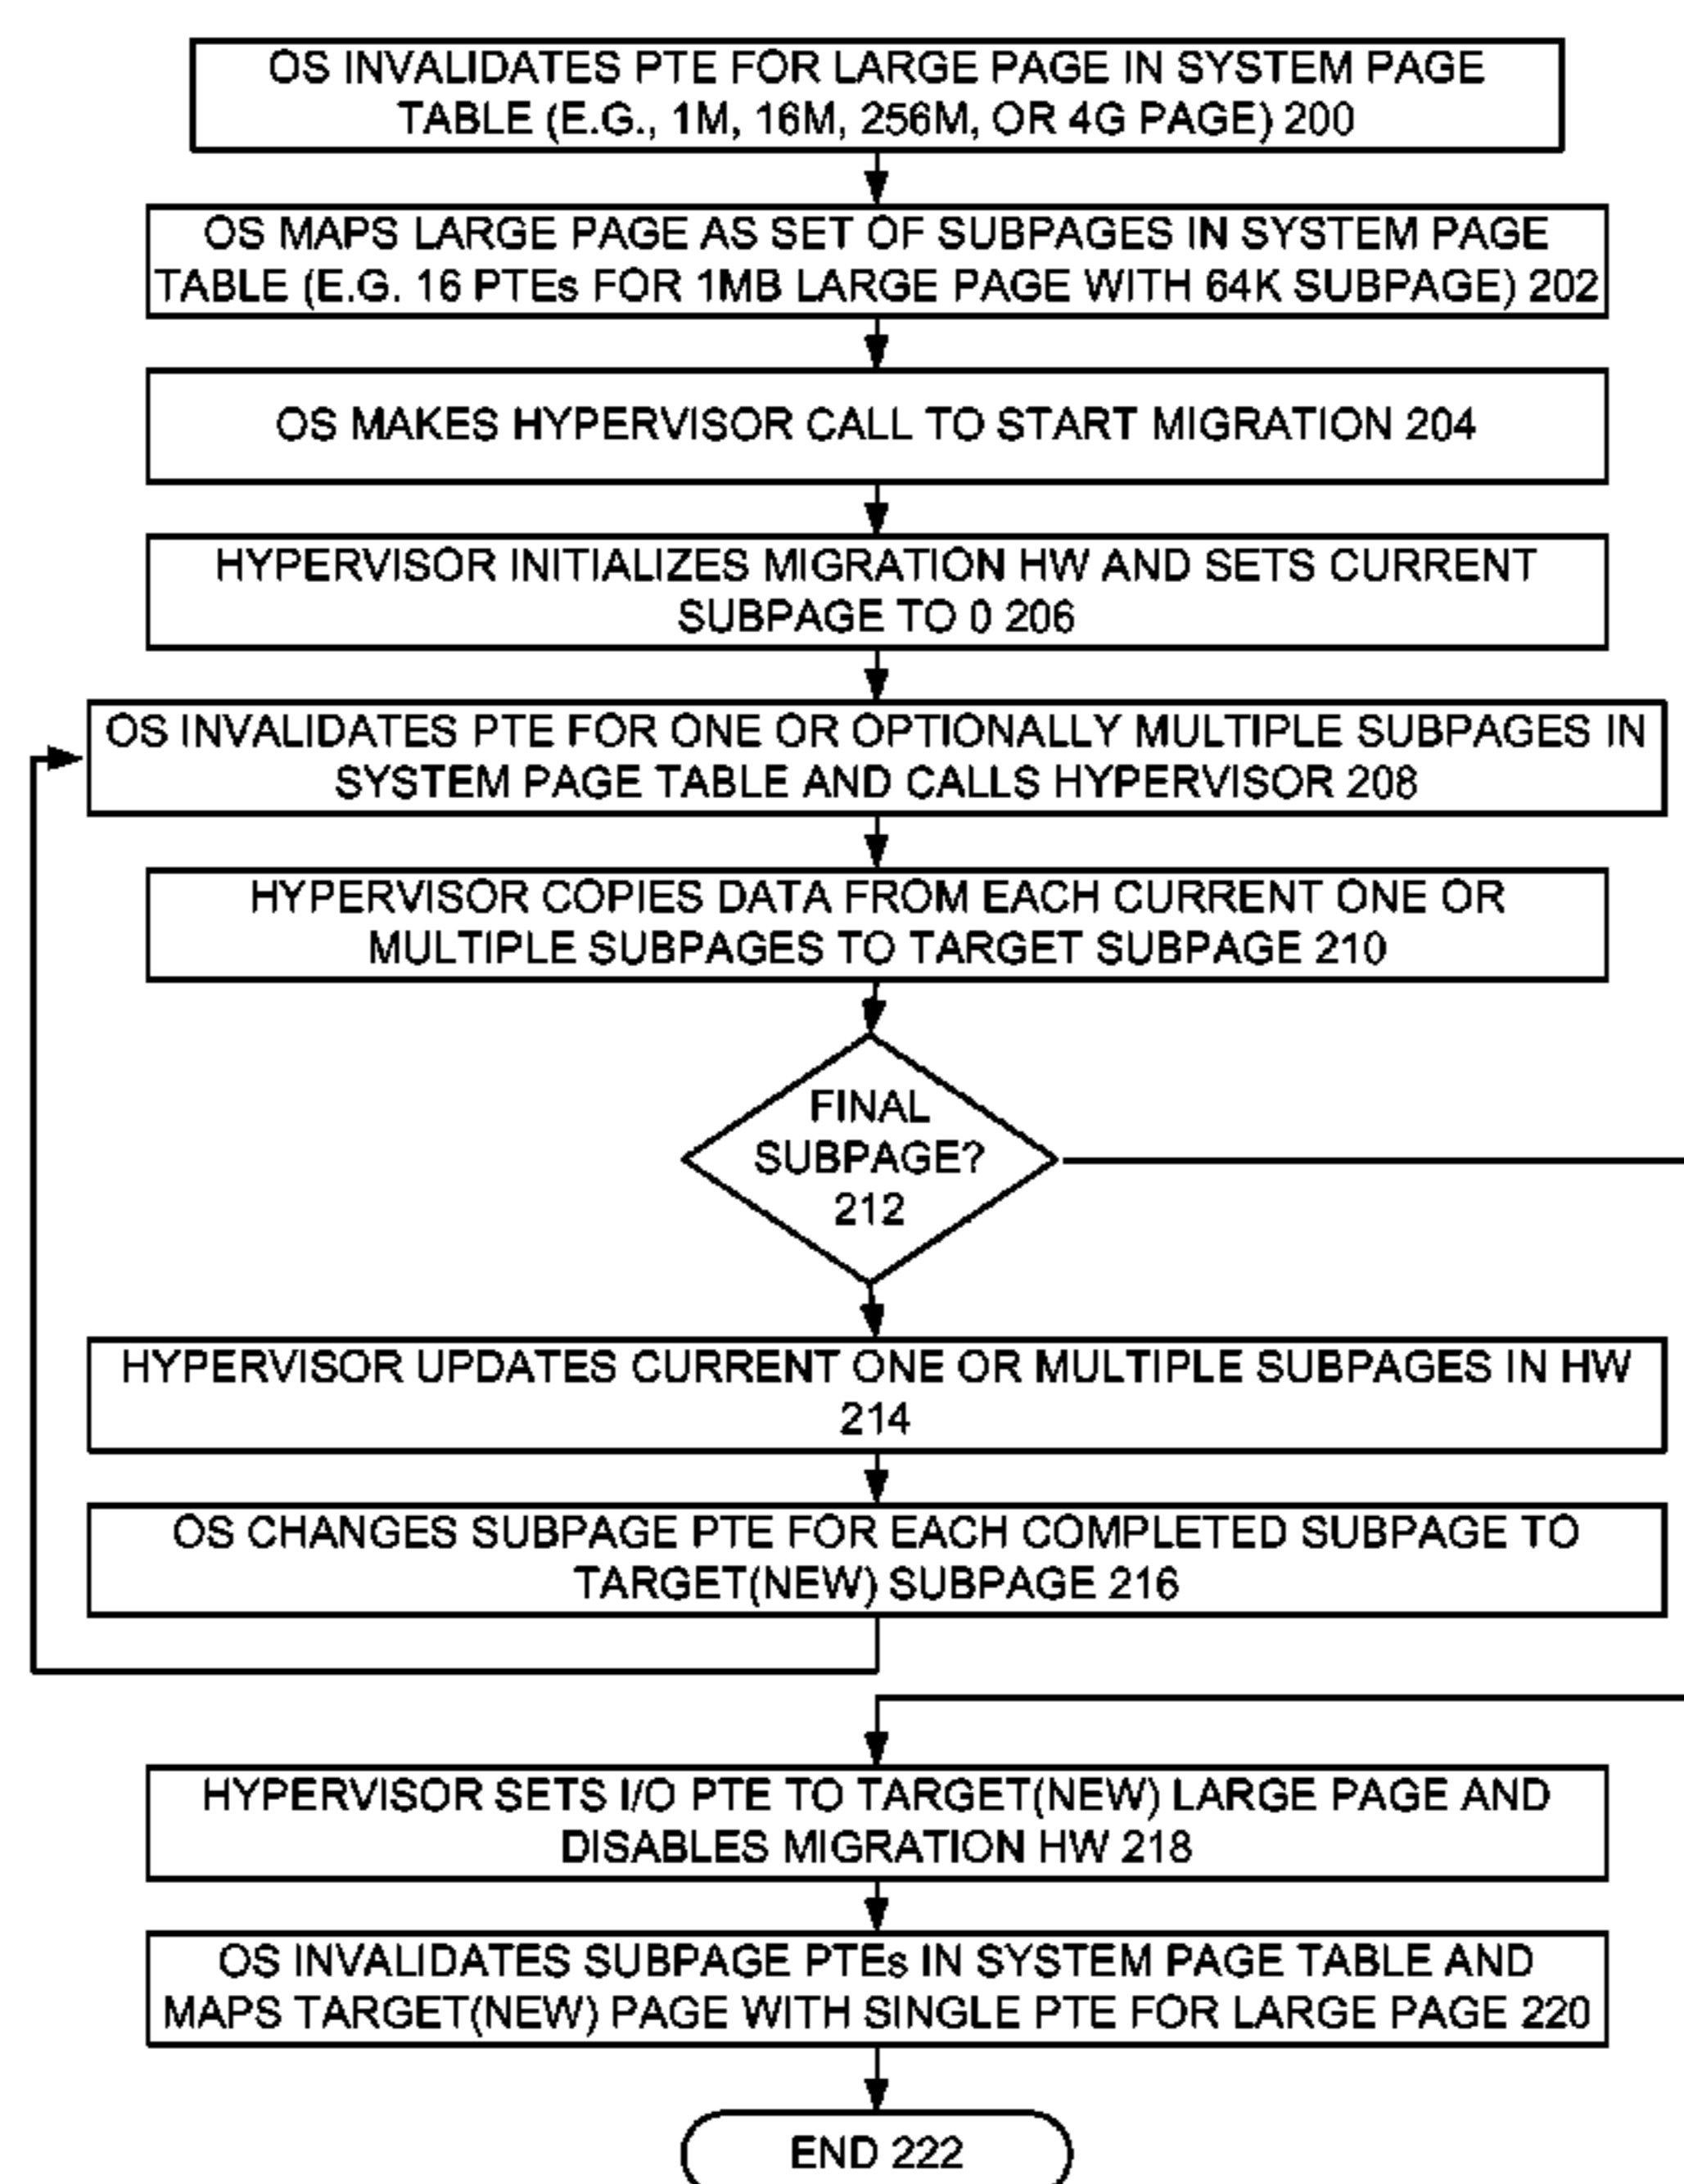 OS INVALIDATES PTE FOR LARGE PAGE IN SYSTEM PAGE
TABLE (E.G., 1M, 16M, 256M, OR 4G PAGE) 200
OS MAPS LARGE PAGE AS SET OF SUBPAGES IN SYSTEM PAGE
TABLE (E.G. 16 PTEs FOR 1MB LARGE PAGE WITH 64K SUBPAGE) 202
OS MAKES HYPERVISOR CALL TO START MIGRATION 204
HYPERVISOR INITIALIZES MIGRATION HW AND SETS CURRENT
SUBPAGE TO 0 206
OS INVALIDATES PTE FOR ONE OR OPTIONALLY MULTIPLE SUBPAGES IN
SYSTEM PAGE TABLE AND CALLS HYPERVISOR 208
HYPERVISOR COPIES DATA FROM EACH CURRENT ONE OR
MULTIPLE SUBPAGES TO TARGET SUBPAGE 210
FINAL
SUBPAGE?
212
HYPERVISOR UPDATES CURRENT ONE OR MULTIPLE SUBPAGES IN HW
214
OS CHANGES SUBPAGE PTE FOR EACH COMPLETED SUBPAGE TO
TARGET(NEW) SUBPAGE 216
HYPERVISOR SETS I/O PTE TO TARGET(NEW) LARGE PAGE AND
DISABLES MIGRATION HW 218
OS INVALIDATES SUBPAGE PTEs IN SYSTEM PAGE TABLE AND
MAPS TARGET(NEW) PAGE WITH SINGLE PTE FOR LARGE PAGE 220
END 222